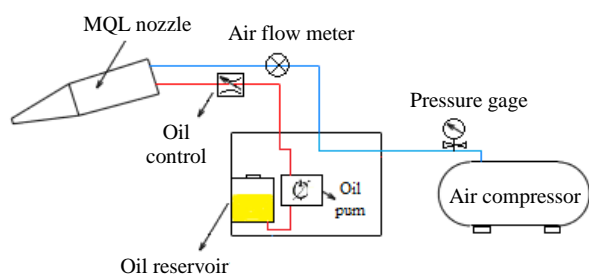 MQL nozzle
Air flow meter
Pressure gage
Oil
control
Oil
pum
Air compressor
Oil reservoir